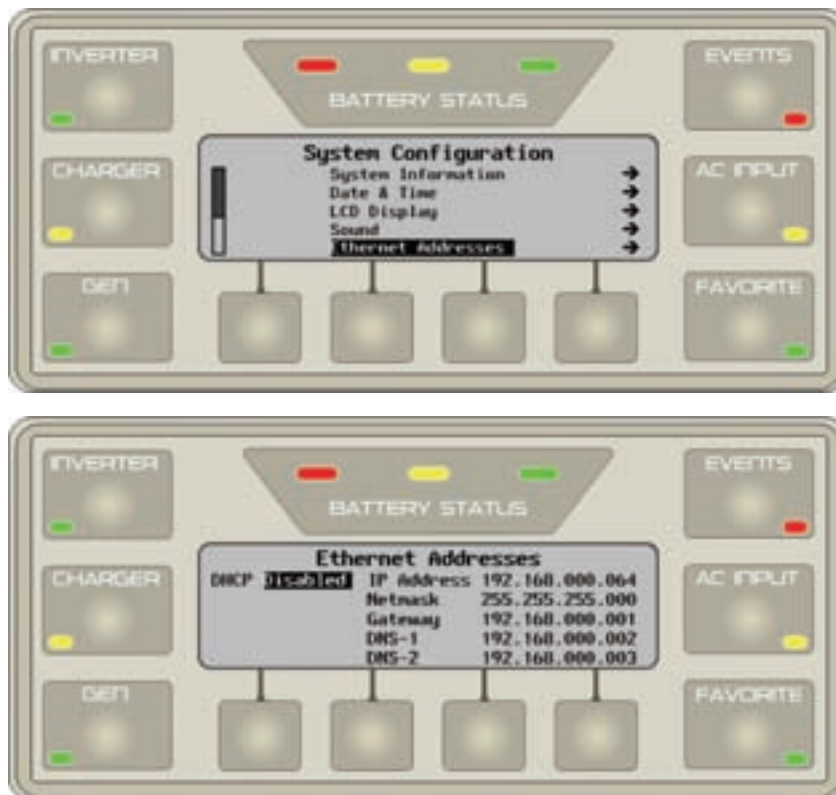 INVERTER
BATTERY STATUS
EVENTS
CHARGER
AC INPUT
GEN
FAVORITE
System Configuration
System Information →
Date & Time →
LCD Display →
Sound →
Ethernet Addresses →
INVERTER
BATTERY STATUS
EVENTS
CHARGER
AC INPUT
GEN
FAVORITE
Ethernet Addresses
DHCP Disabled IP Address 192.168.000.064
Netmask 255.255.255.000
Gateway 192.168.000.001
DNS-1 192.168.000.002
DNS-2 192.168.000.003